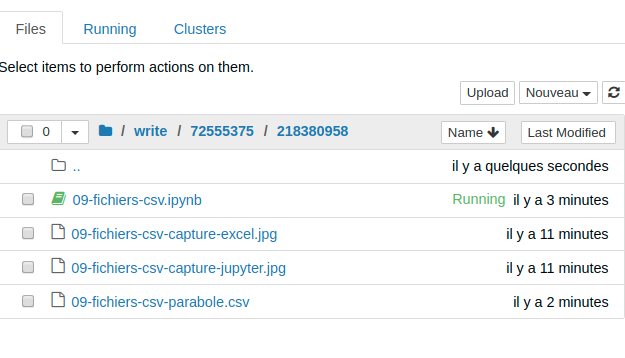 Files Running Clusters
Select items to perform actions on them.
Upload Nouveau
0 / write / 72555375 / 218380958 Name Last Modified
.. il y a quelques secondes
09-fichiers-csv.ipynb Running il y a 3 minutes
09-fichiers-csv-capture-excel.jpg il y a 11 minutes
09-fichiers-csv-capture-jupyter.jpg il y a 11 minutes
09-fichiers-csv-parabole.csv il y a 2 minutes